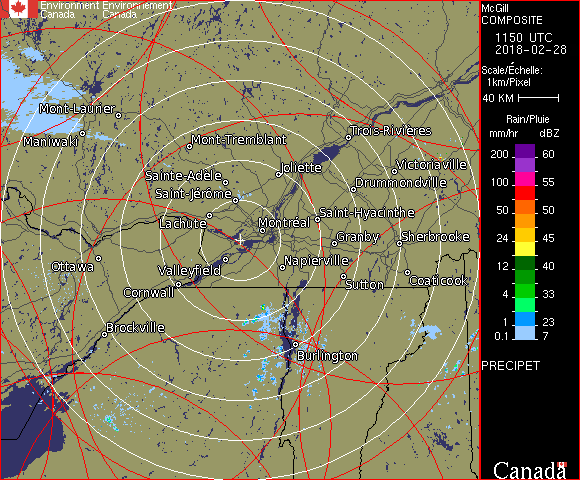 Environment Environnement
Canada Canada
McGill
COMPOSITE
1150 UTC
2018-02-28
Scale/Échelle:
1km/Pixel
40 KM
Rain/Pluie
mm/hr dBZ
200 60
155
100 55
50 50
24 45
12 40
4 33
1 23
0.1 7
PRECIPET
Mont-Laurier
Maniwaki
Mont-Tremblant
Trois-Rivières
Joliette
Victoriaville
Sainte-Adèle
Drummondville
Saint-Jérôme
Saint-Hyacinthe
Lachute
Montréal
Granby
Sherbrooke
Ottawa
Valleyfield
Napierville
Cornwall
Sutton
Coaticook
Brockville
Burlington
Canada